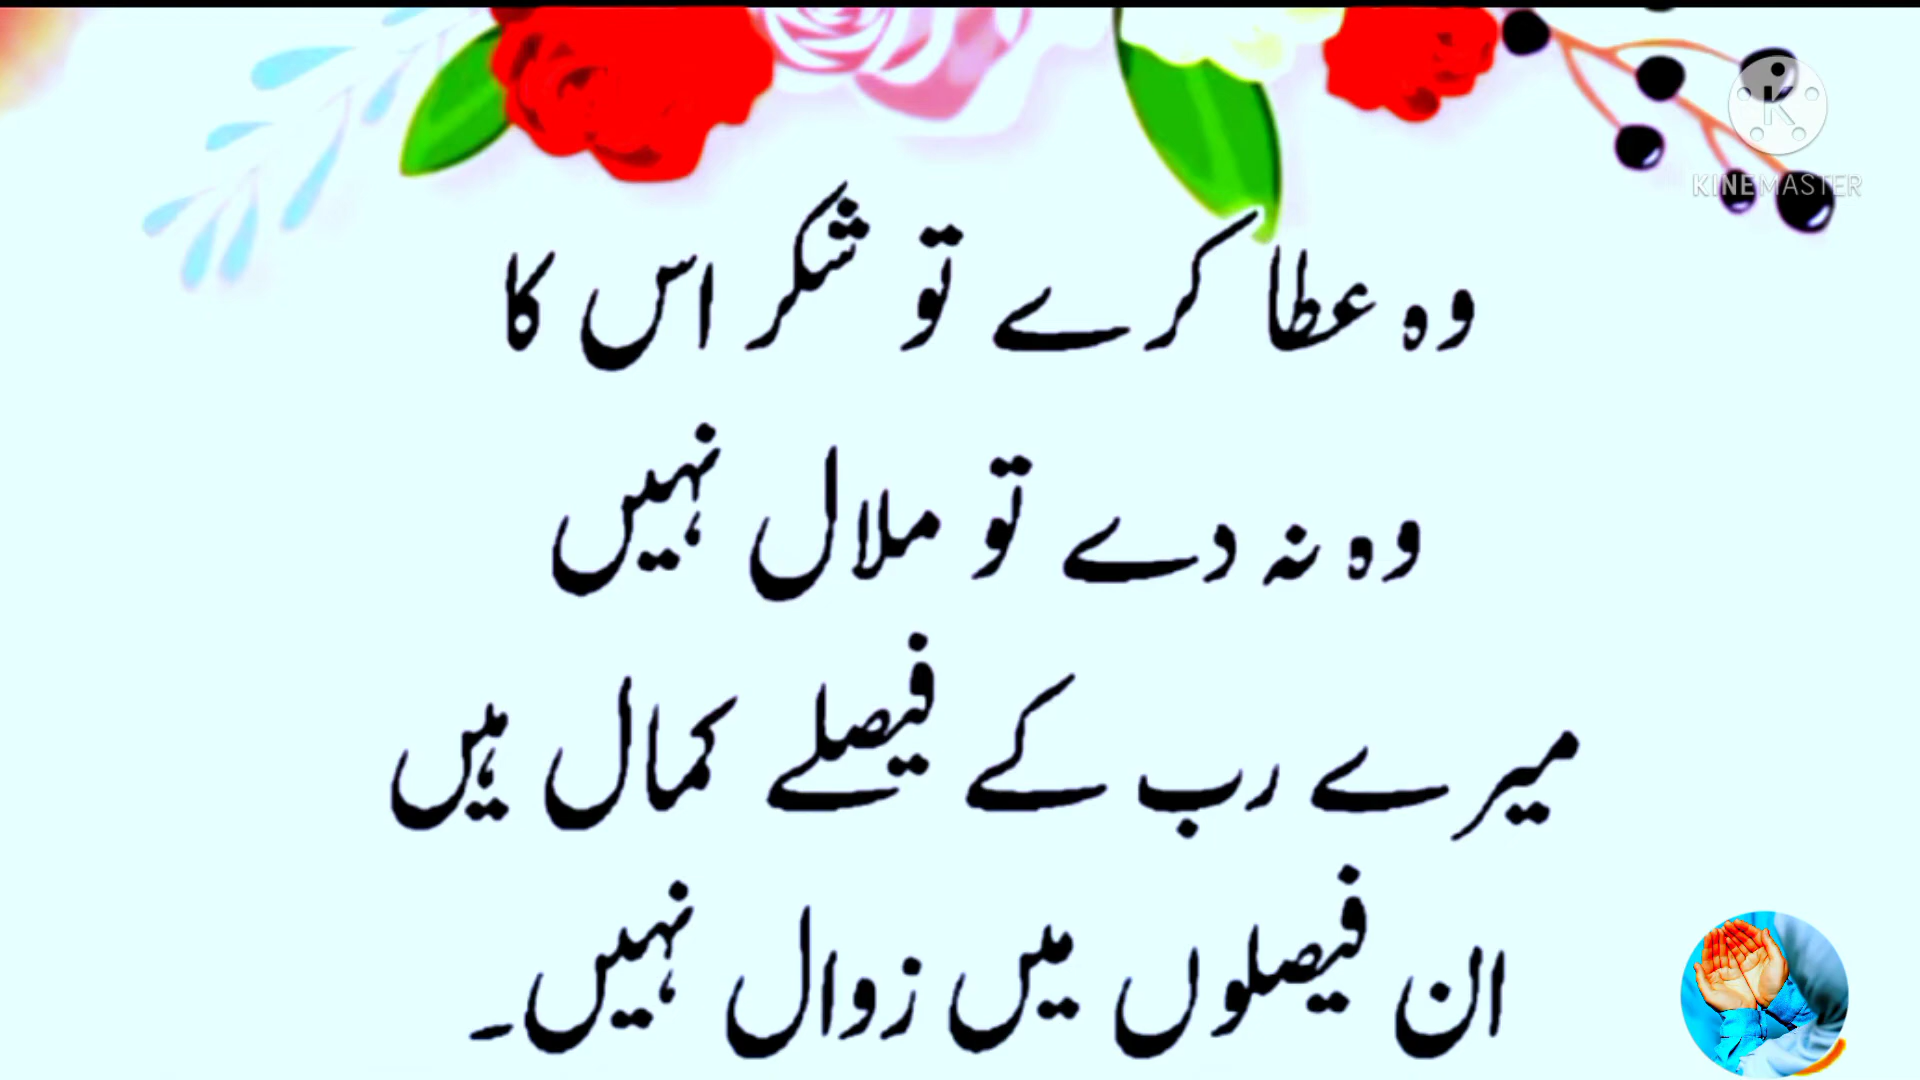 KINEMASTER
وہ عطا کرے تو شکر اس کا
وہ نہ دے تو ملال نہیں
میرے رب کے فیصلے کمال ہیں
ان فیصلوں میں زوال نہیں۔